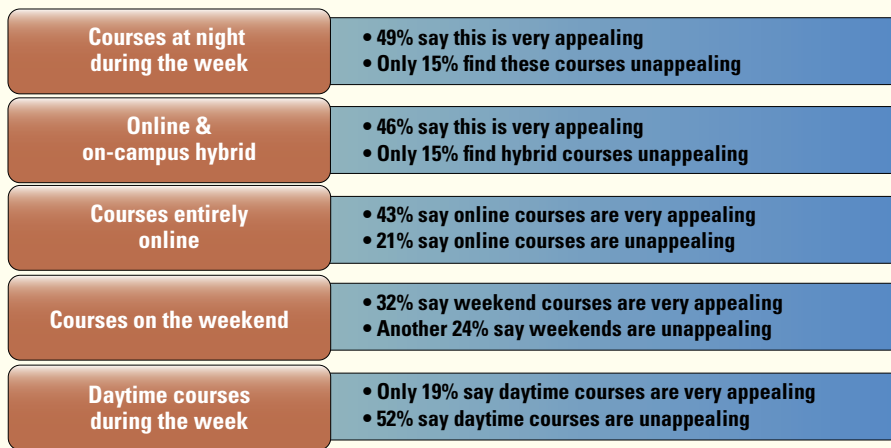 Courses at night
during the week
• 49% say this is very appealing
• Only 15% find these courses unappealing
Online &
on-campus hybrid
• 46% say this is very appealing
• Only 15% find hybrid courses unappealing
Courses entirely
online
• 43% say online courses are very appealing
• 21% say online courses are unappealing
Courses on the weekend
• 32% say weekend courses are very appealing
• Another 24% say weekends are unappealing
Daytime courses
during the week
• Only 19% say daytime courses are very appealing
• 52% say daytime courses are unappealing